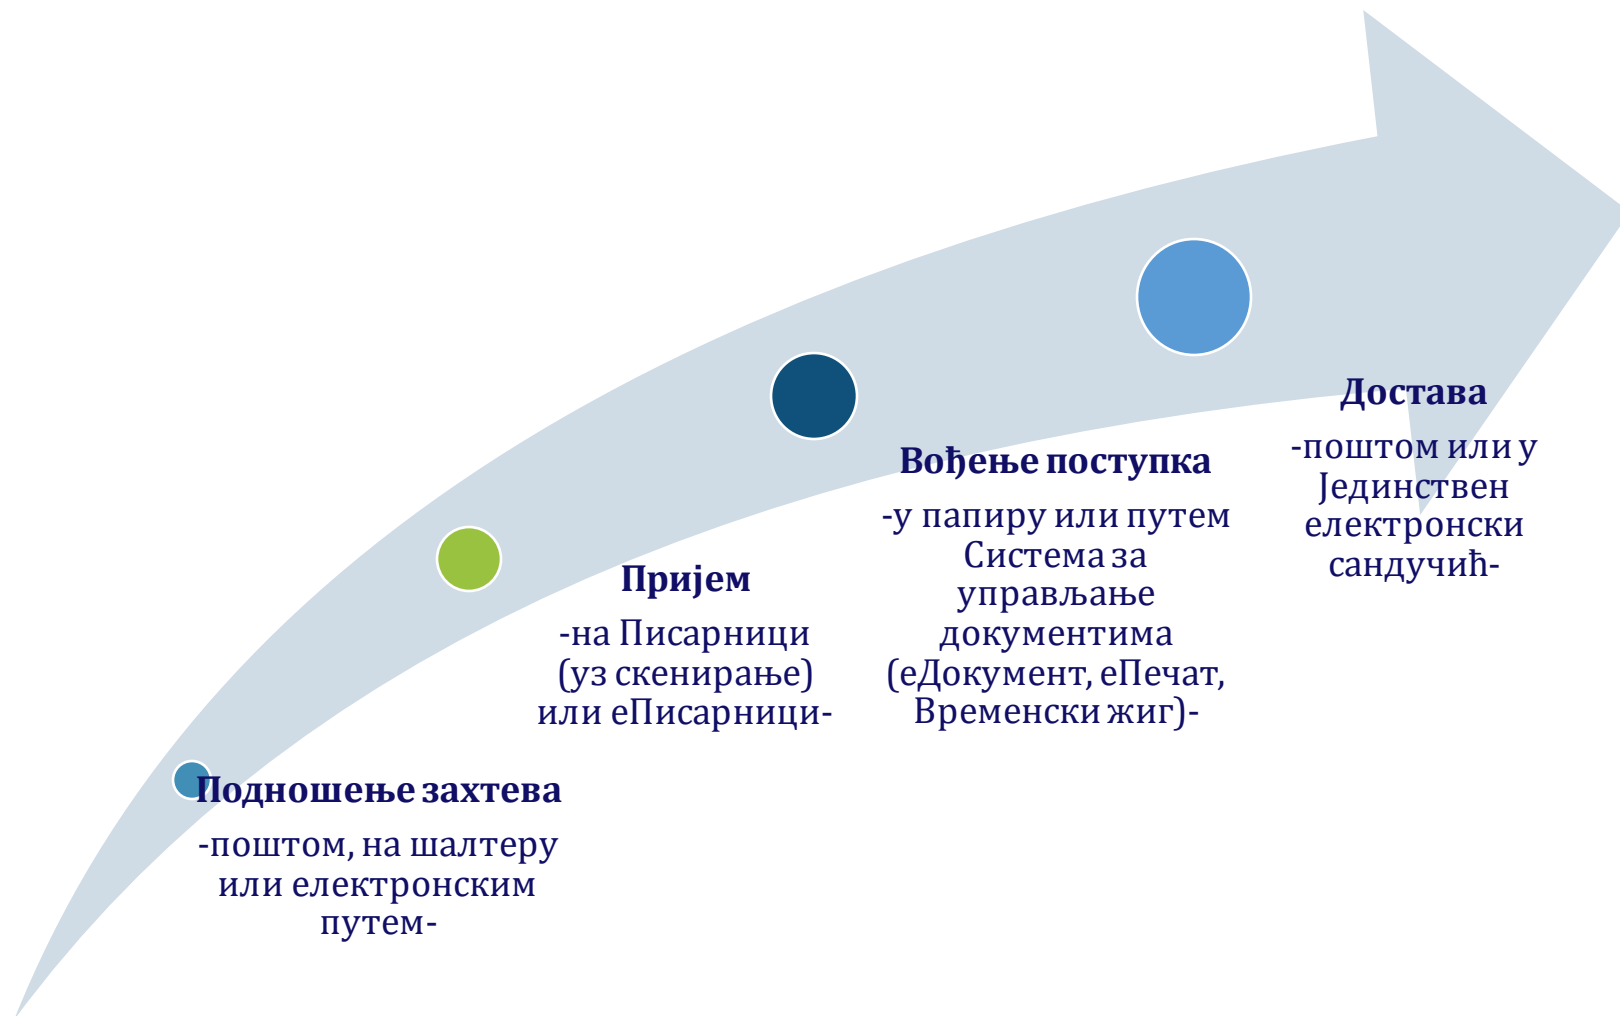 Подношење захтева
-поштом, на шалтеру
или електронским
путем-
Пријем
-на Писарници
(уз скенирање)
или еПисарници-
Вођење поступка
-у папиру или путем
Система за
управљање
документима
(еДокумент, еПечат,
Временски жиг)-
Достава
-поштом или у
Јединствен
електронски
сандучић-